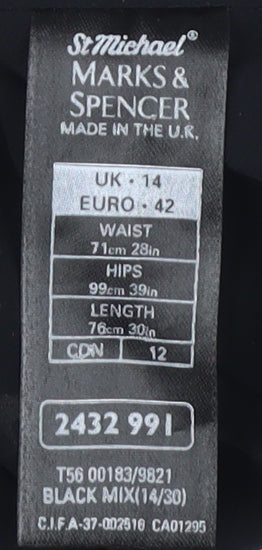 St Michael®
MARKS &
SPENCER
MADE IN THE U.K.
UK · 14
EURO · 42
WAIST
71cm 28in
HIPS
99cm 39in
LENGTH
76cm 30in
CDN 12
2432 991
T56 00183/9821
BLACK MIX(14/30)
C.I.F.A-37-002516 CA01295